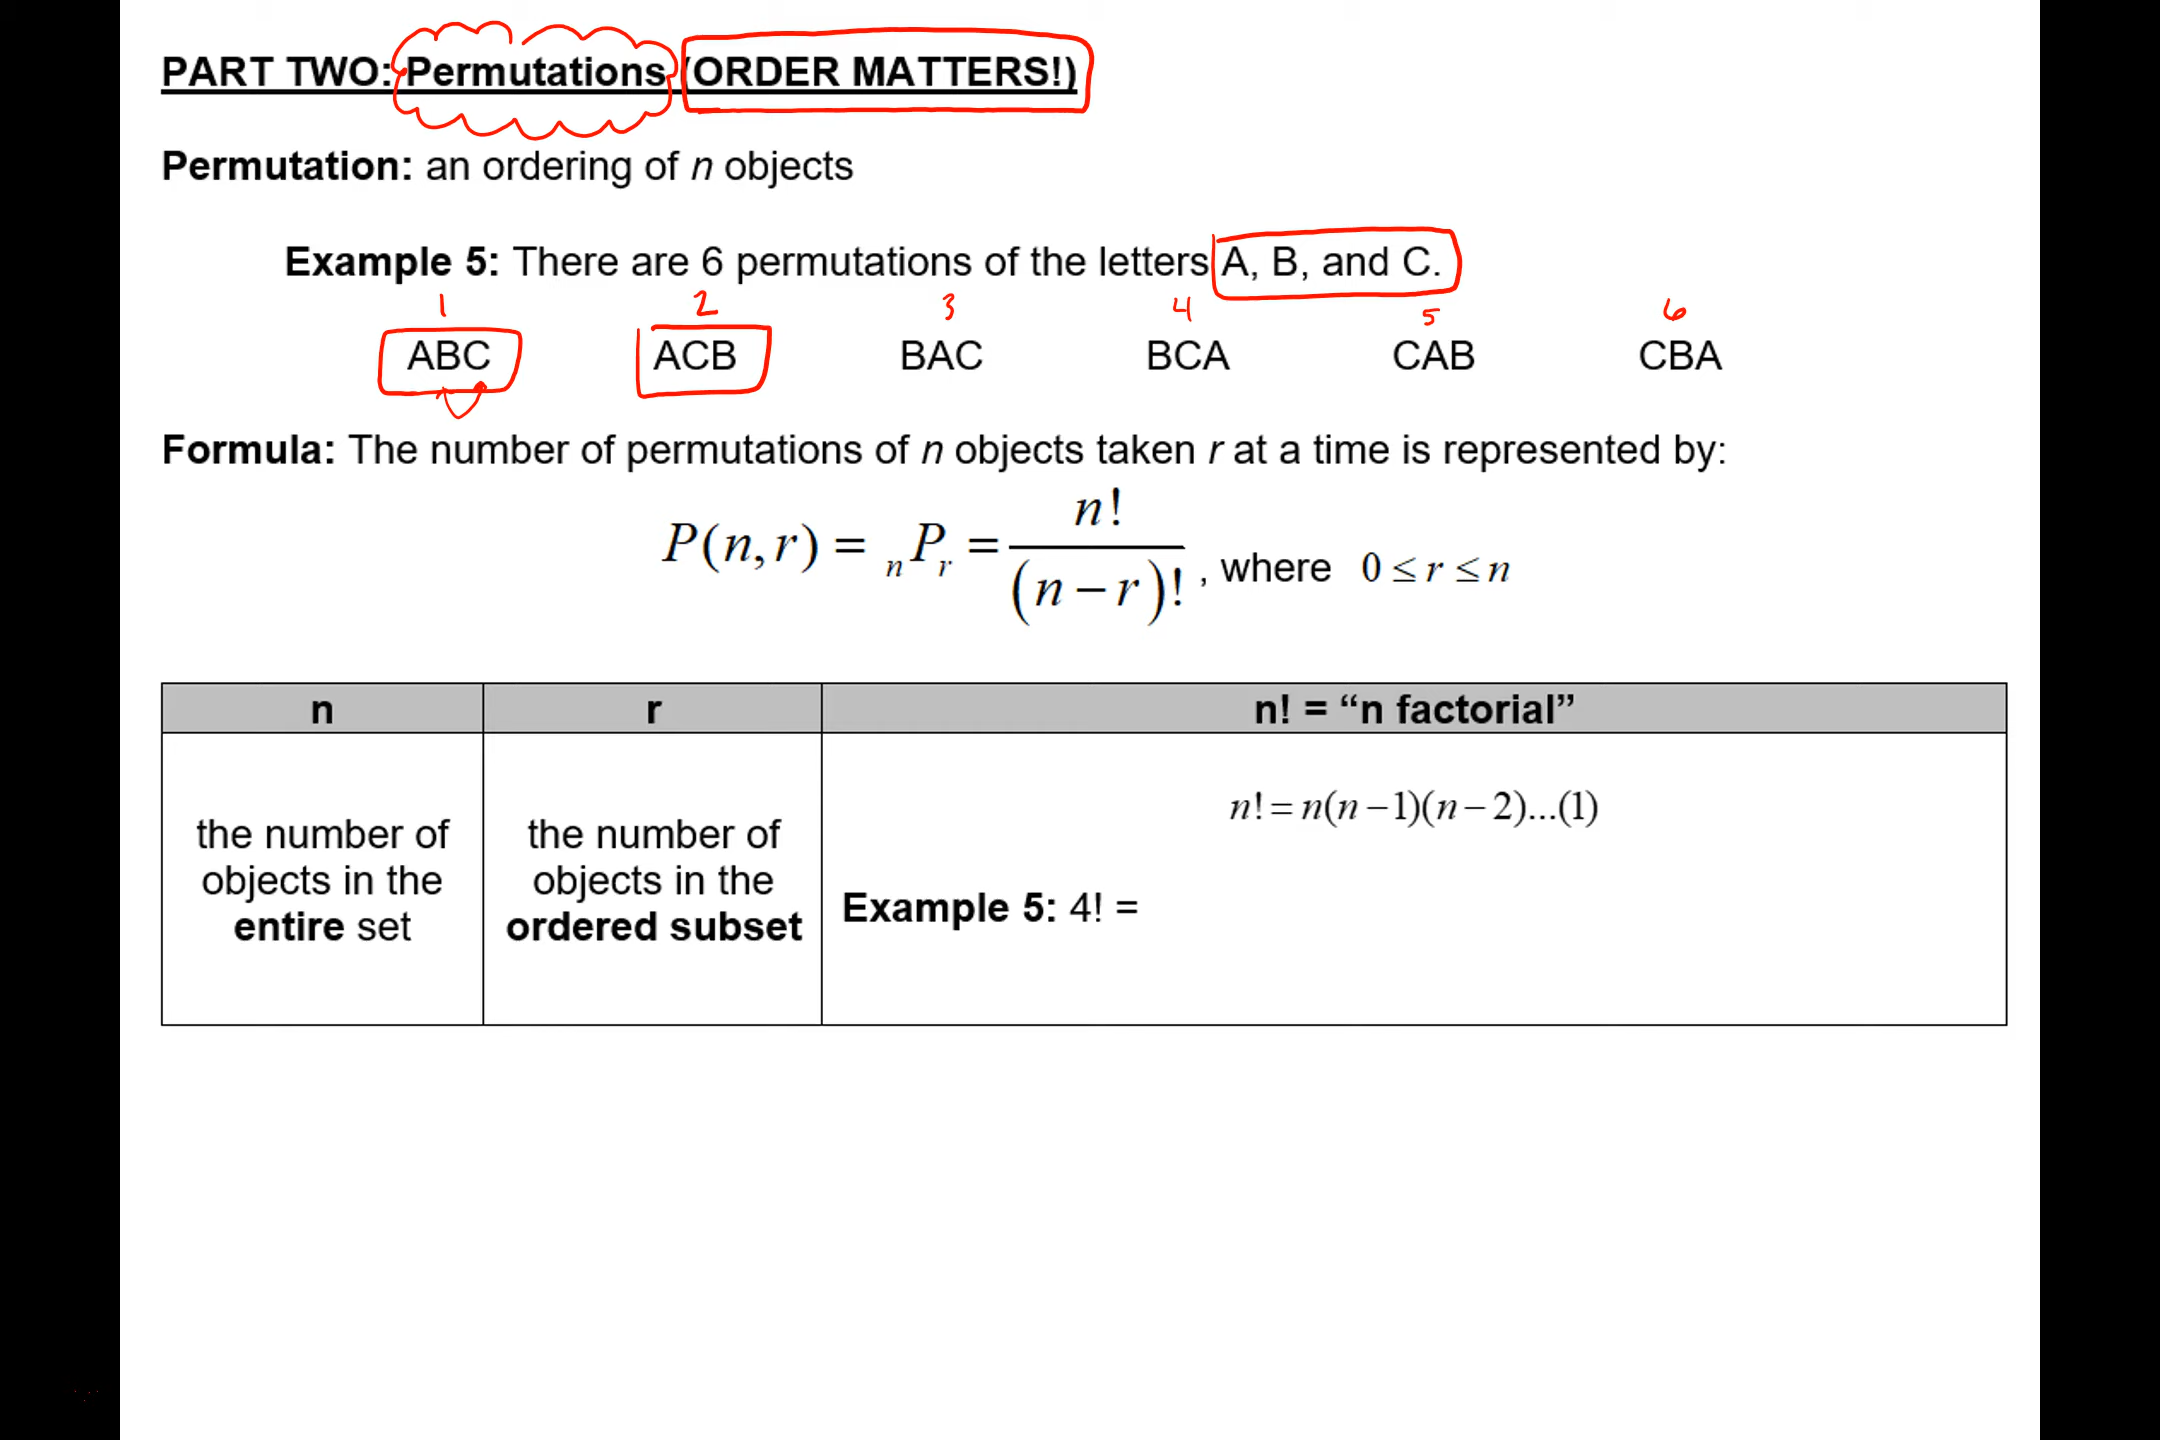 PART TWO: Permutations (ORDER MATTERS!)
Permutation: an ordering of n objects
Example 5: There are 6 permutations of the letters A, B, and C.
1 2 3 4 5 6
ABC ACB BAC BCA CAB CBA
Formula: The number of permutations of n objects taken r at a time is represented by:
P(n,r) = nPr = n!/(n−r)! , where 0 ≤ r ≤ n
n r n! = “n factorial”
the number of objects in the entire set
the number of objects in the ordered subset
n! = n(n−1)(n−2)...(1)
Example 5: 4! =